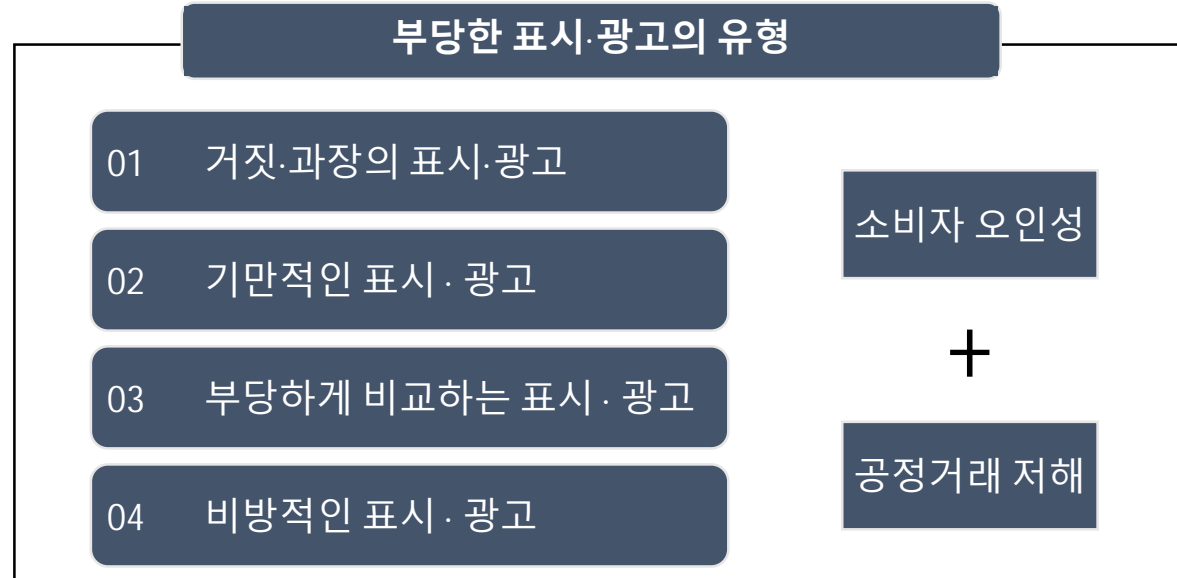 부당한 표시·광고의 유형
01 거짓·과장의 표시·광고
02 기만적인 표시 · 광고
03 부당하게 비교하는 표시 · 광고
04 비방적인 표시 · 광고
소비자 오인성
+
공정거래 저해